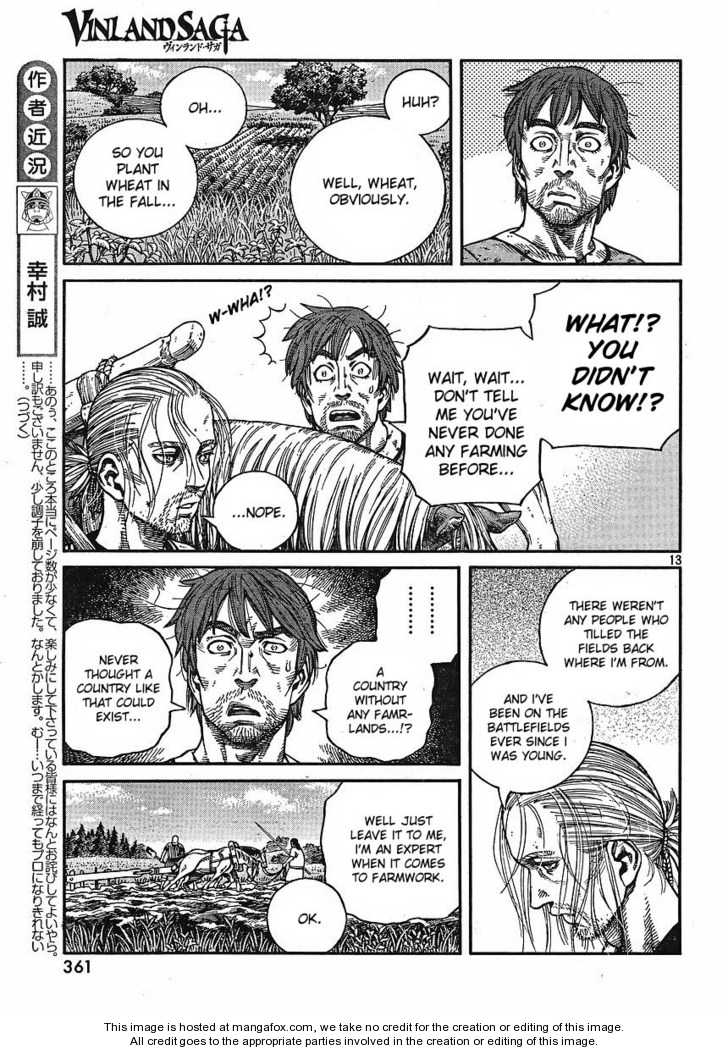 VINLAND SAGA
ヴィンランド・サガ
HUH?
WELL, WHEAT,
OBVIOUSLY.
OH...
SO YOU
PLANT
WHEAT IN
THE FALL...
WHAT!?
YOU
DIDN'T
KNOW!?
WAIT, WAIT...
DON'T TELL
ME YOU'VE
NEVER DONE
ANY FARMING
BEFORE...
W-WHA!?
...NOPE.
13
THERE WEREN'T
ANY PEOPLE WHO
TILLED THE
FIELDS BACK
WHERE I'M FROM.
AND I'VE
BEEN ON THE
BATTLEFIELDS
EVER SINCE I
WAS YOUNG.
A
COUNTRY
WITHOUT
ANY FAMR-
LANDS...!?
NEVER
THOUGHT A
COUNTRY LIKE
THAT COULD
EXIST...
WELL JUST
LEAVE IT TO ME,
I'M AN EXPERT
WHEN IT COMES
TO FARMWORK.
OK.
作者近況
幸村誠
……あのぅ、ここのところ本当にページ数が少なくて、楽しみにして下さっている皆様にはなんとお詫びしてよいやら。
申し訳もございません、少し調子を崩しておりました。なんとかします。むー…いつまで経ってもプロになりきれない
……。(つづく)
361
This image is hosted at mangafox.com, we take no credit for the creation or editing of this image.
All credit goes to the appropriate parties involved in the creation or editing of this image.